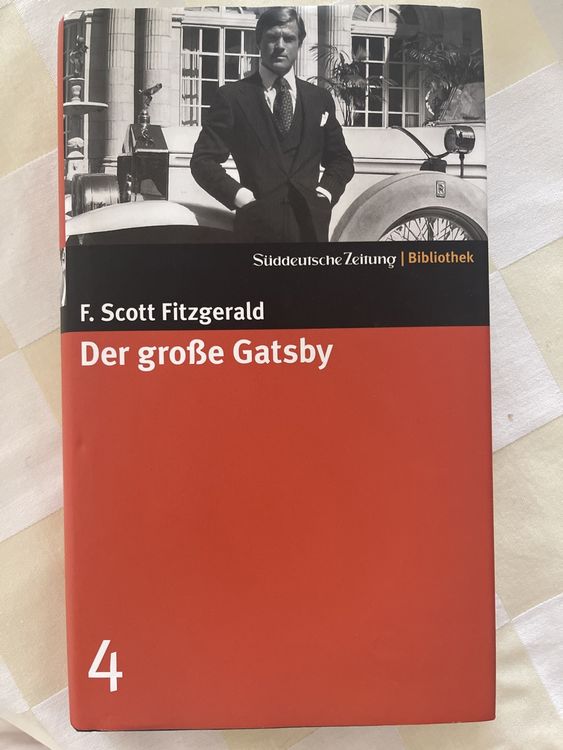 Süddeutsche Zeitung | Bibliothek
F. Scott Fitzgerald
Der große Gatsby
4